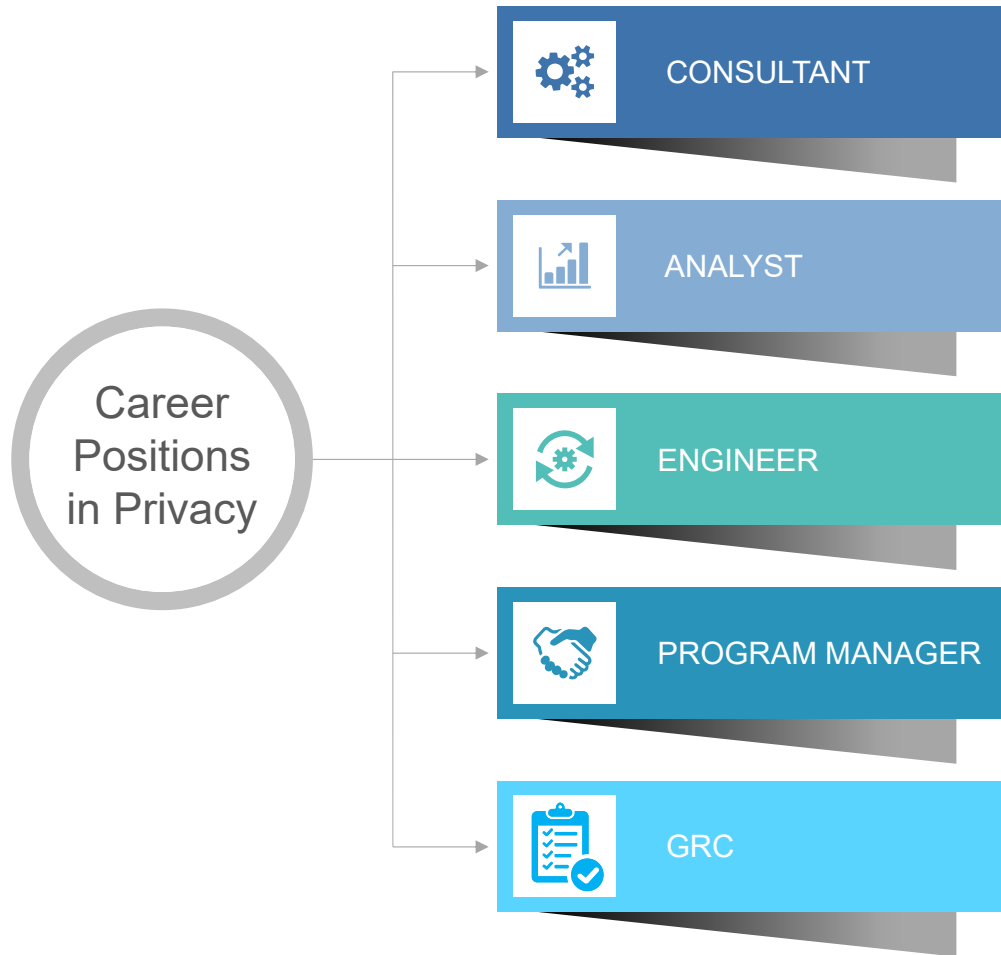 Career
Positions
in Privacy
CONSULTANT
ANALYST
ENGINEER
PROGRAM MANAGER
GRC